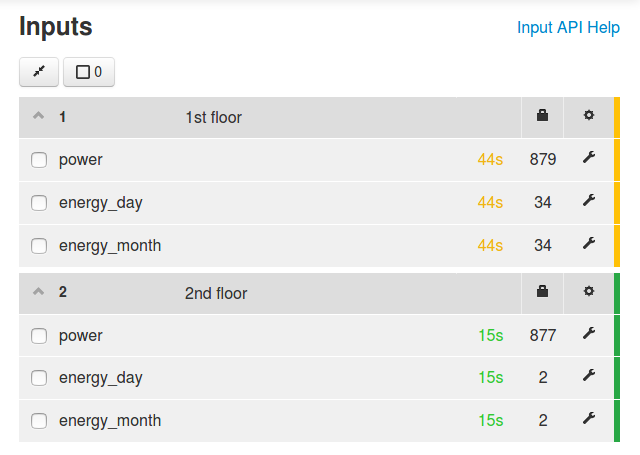 Inputs Input API Help
0
1 1st floor
power 44s 879
energy_day 44s 34
energy_month 44s 34
2 2nd floor
power 15s 877
energy_day 15s 2
energy_month 15s 2